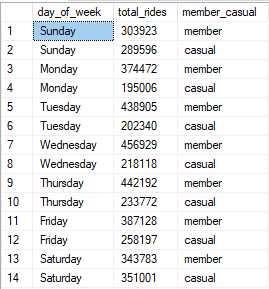 day_of_week total_rides member_casual
1 Sunday 303923 member
2 Sunday 289596 casual
3 Monday 374472 member
4 Monday 195006 casual
5 Tuesday 438905 member
6 Tuesday 202340 casual
7 Wednesday 456929 member
8 Wednesday 218118 casual
9 Thursday 442192 member
10 Thursday 233772 casual
11 Friday 387128 member
12 Friday 258197 casual
13 Saturday 343783 member
14 Saturday 351001 casual